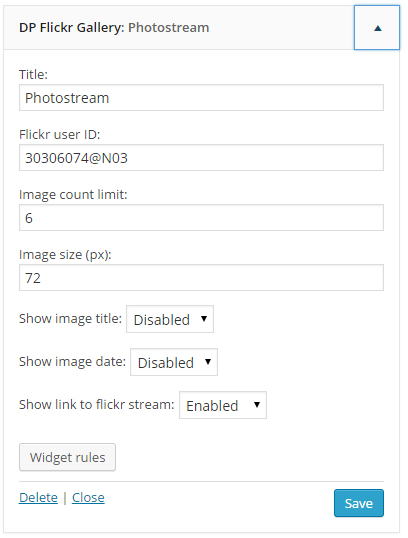 DP Flickr Gallery: Photostream
Title:
Photostream
Flickr user ID:
30306074@N03
Image count limit:
6
Image size (px):
72
Show image title: Disabled
Show image date: Disabled
Show link to flickr stream: Enabled
Widget rules
Delete | Close Save